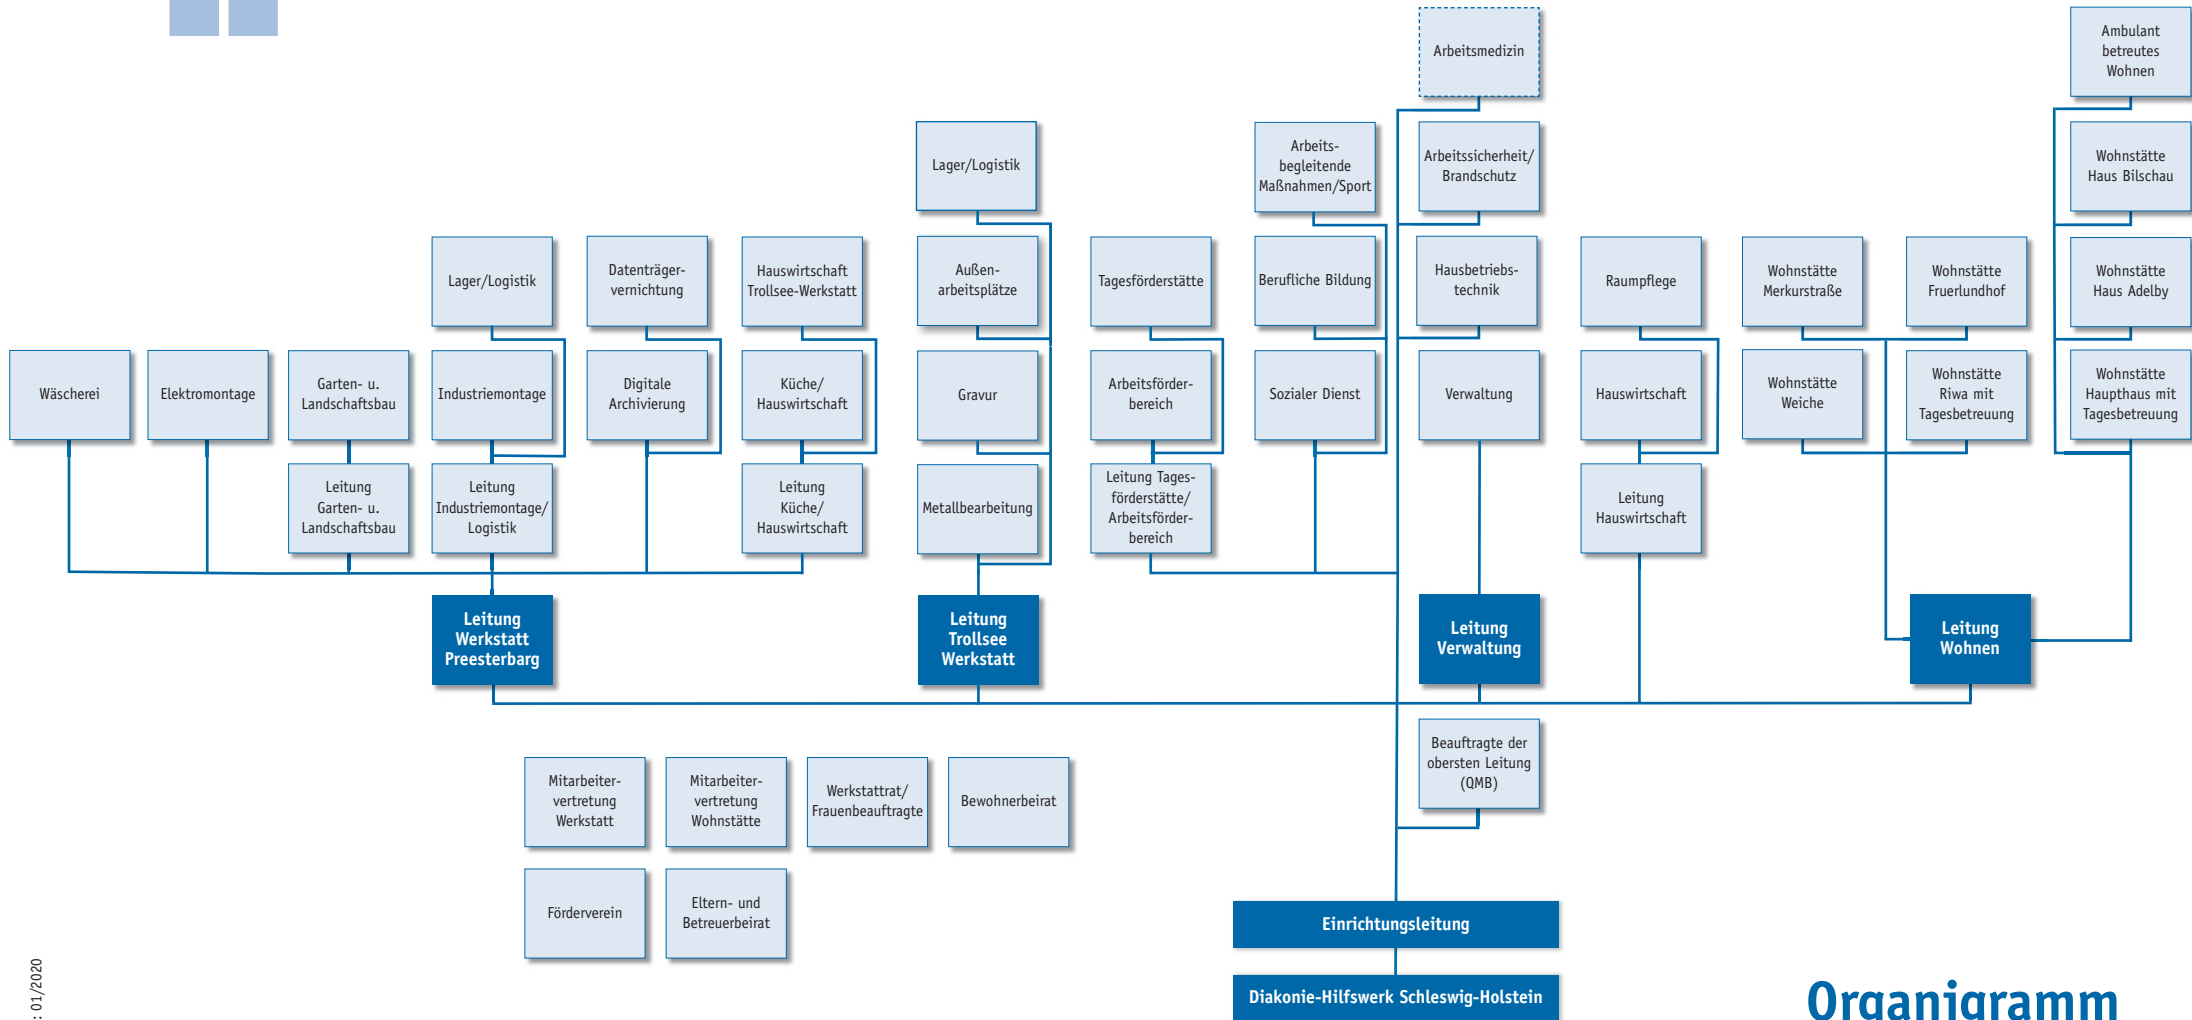 Arbeitsmedizin
Ambulant
betreutes
Wohnen
Lager/Logistik
Arbeits-
begleitende
Maßnahmen/Sport
Arbeitssicherheit/
Brandschutz
Wohnstätte
Haus Bilschau
Lager/Logistik
Datenträger-
vernichtung
Hauswirtschaft
Trollsee-Werkstatt
Außen-
arbeitsplätze
Tagesförderstätte
Berufliche Bildung
Hausbetriebs-
technik
Raumpflege
Wohnstätte
Merkurstraße
Wohnstätte
Fruerlundhof
Wohnstätte
Haus Adelby
Wäscherei
Elektromontage
Garten- u.
Landschaftsbau
Industriemontage
Digitale
Archivierung
Küche/
Hauswirtschaft
Gravur
Arbeitsförder-
bereich
Sozialer Dienst
Verwaltung
Hauswirtschaft
Wohnstätte
Weiche
Wohnstätte
Riwa mit
Tagesbetreuung
Wohnstätte
Haupthaus mit
Tagesbetreuung
Leitung
Garten- u.
Landschaftsbau
Leitung
Industriemontage/
Logistik
Leitung
Küche/
Hauswirtschaft
Metallbearbeitung
Leitung Tages-
förderstätte/
Arbeitsförder-
bereich
Leitung
Hauswirtschaft
Leitung
Werkstatt
Preesterbarg
Leitung
Trollsee
Werkstatt
Leitung
Verwaltung
Leitung
Wohnen
Beauftragte der
obersten Leitung
(QMB)
Mitarbeiter-
vertretung
Werkstatt
Mitarbeiter-
vertretung
Wohnstätte
Werkstattrat/
Frauenbeauftragte
Bewohnerbeirat
Förderverein
Eltern- und
Betreuerbeirat
Einrichtungsleitung
Diakonie-Hilfswerk Schleswig-Holstein
: 01/2020
Organigramm